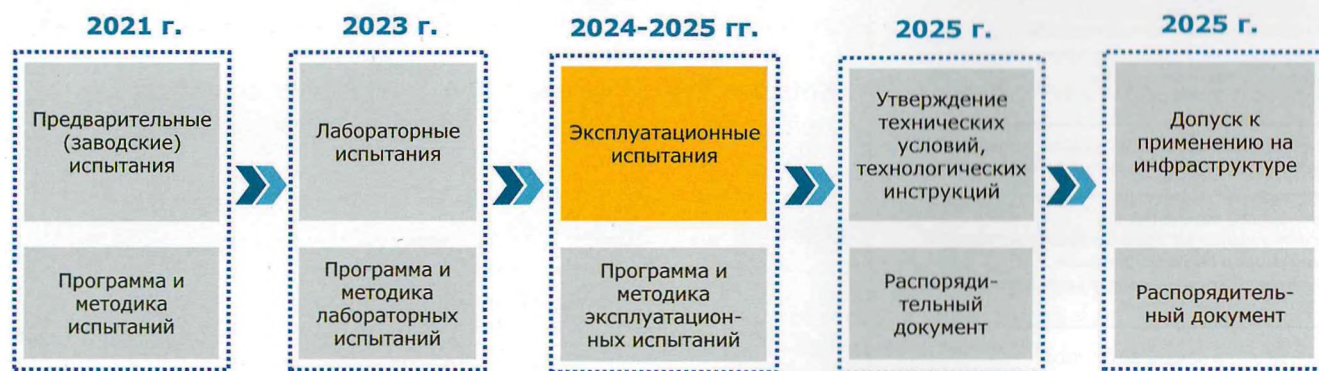 2021 г.
Предварительные
(заводские)
испытания
Программа и
методика
испытаний
2023 г.
Лабораторные
испытания
Программа и
методика
лабораторных
испытаний
2024-2025 гг.
Эксплуатационные
испытания
Программа и
методика
эксплуатацион-
ных испытаний
2025 г.
Утверждение
технических
условий,
технологических
инструкций
Распоряди-
тельный
документ
2025 г.
Допуск к
применению на
инфраструктуре
Распорядитель-
ный документ